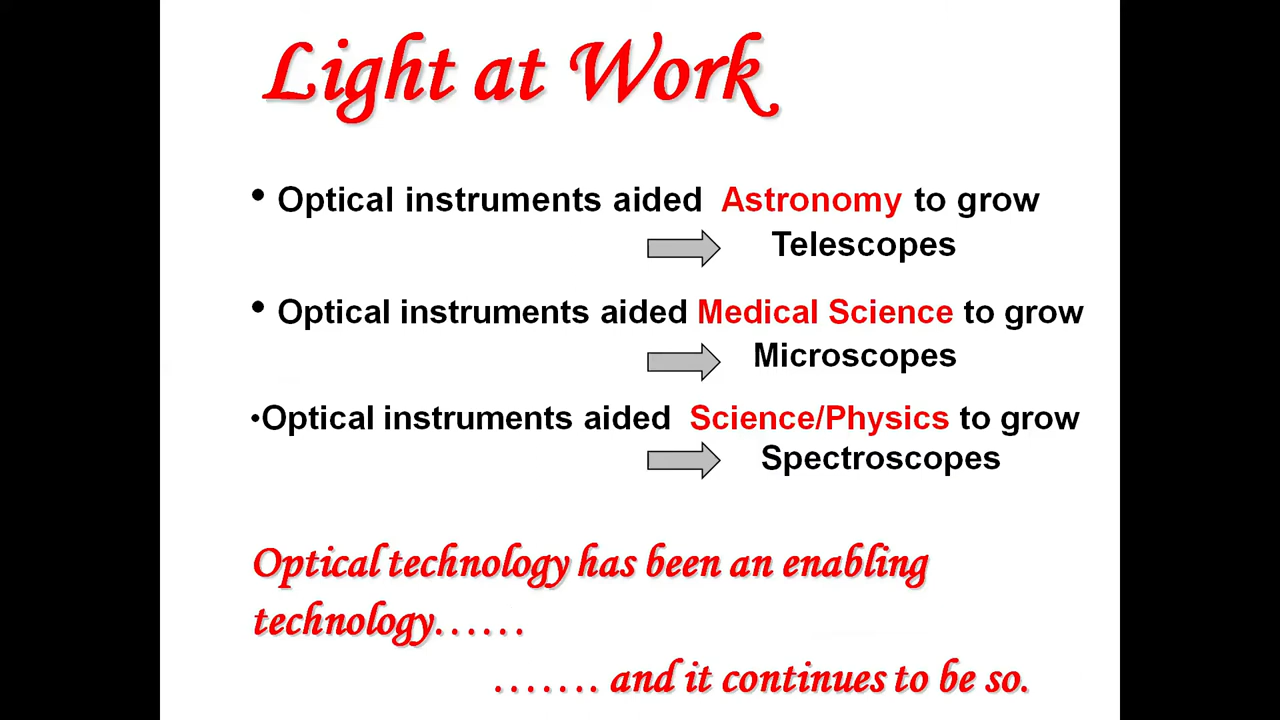 Light at Work
• Optical instruments aided Astronomy to grow
Telescopes
• Optical instruments aided Medical Science to grow
Microscopes
•Optical instruments aided Science/Physics to grow
Spectroscopes
Optical technology has been an enabling
technology......
....... and it continues to be so.